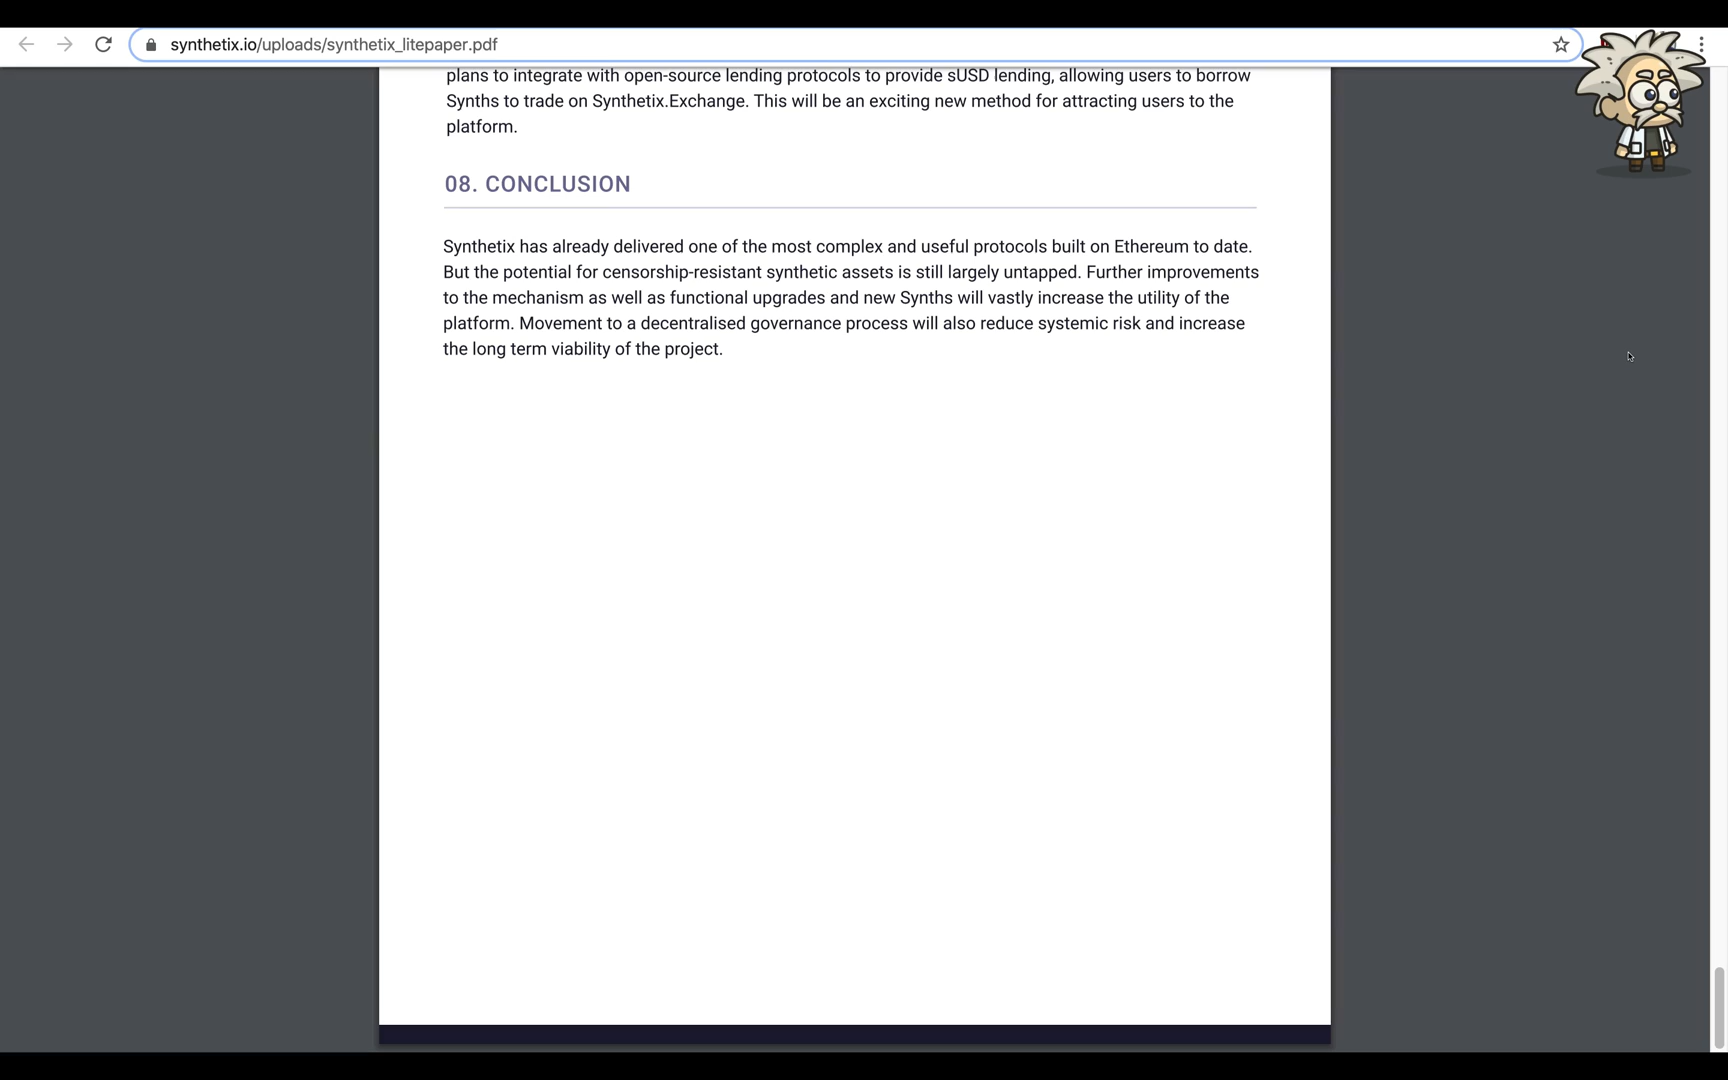 synthetix.io/uploads/synthetix_litepaper.pdf
plans to integrate with open-source lending protocols to provide sUSD lending, allowing users to borrow
Synths to trade on Synthetix.Exchange. This will be an exciting new method for attracting users to the
platform.
08. CONCLUSION
Synthetix has already delivered one of the most complex and useful protocols built on Ethereum to date.
But the potential for censorship-resistant synthetic assets is still largely untapped. Further improvements
to the mechanism as well as functional upgrades and new Synths will vastly increase the utility of the
platform. Movement to a decentralised governance process will also reduce systemic risk and increase
the long term viability of the project.